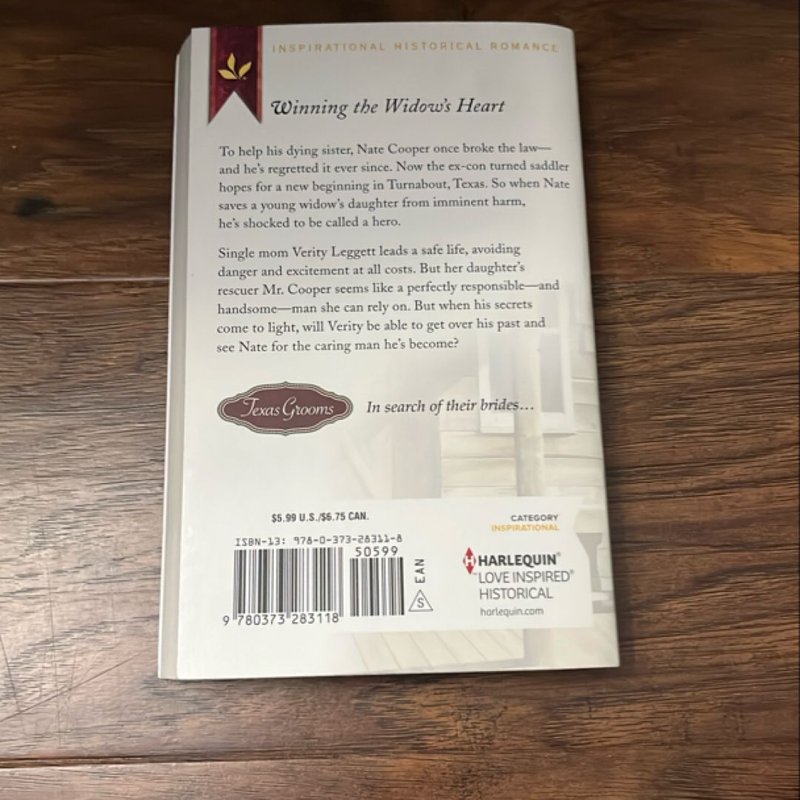 INSPIRATIONAL HISTORICAL ROMANCE
Winning the Widow's Heart
To help his dying sister, Nate Cooper once broke the law—
and he's regretted it ever since. Now the ex-con turned saddler
hopes for a new beginning in Turnabout, Texas. So when Nate
saves a young widow's daughter from imminent harm,
he's shocked to be called a hero.
Single mom Verity Leggett leads a safe life, avoiding
danger and excitement at all costs. But her daughter's
rescuer Mr. Cooper seems like a perfectly responsible—and
handsome—man she can rely on. But when his secrets
come to light, will Verity be able to get over his past and
see Nate for the caring man he's become?
Texas Grooms
In search of their brides...
$5.99 U.S./$6.75 CAN.
ISBN-13: 978-0-373-28311-8
50599
EAN
S
9 780373 283118
CATEGORY
INSPIRATIONAL
H HARLEQUIN®
™LOVE INSPIRED®
HISTORICAL
harlequin.com